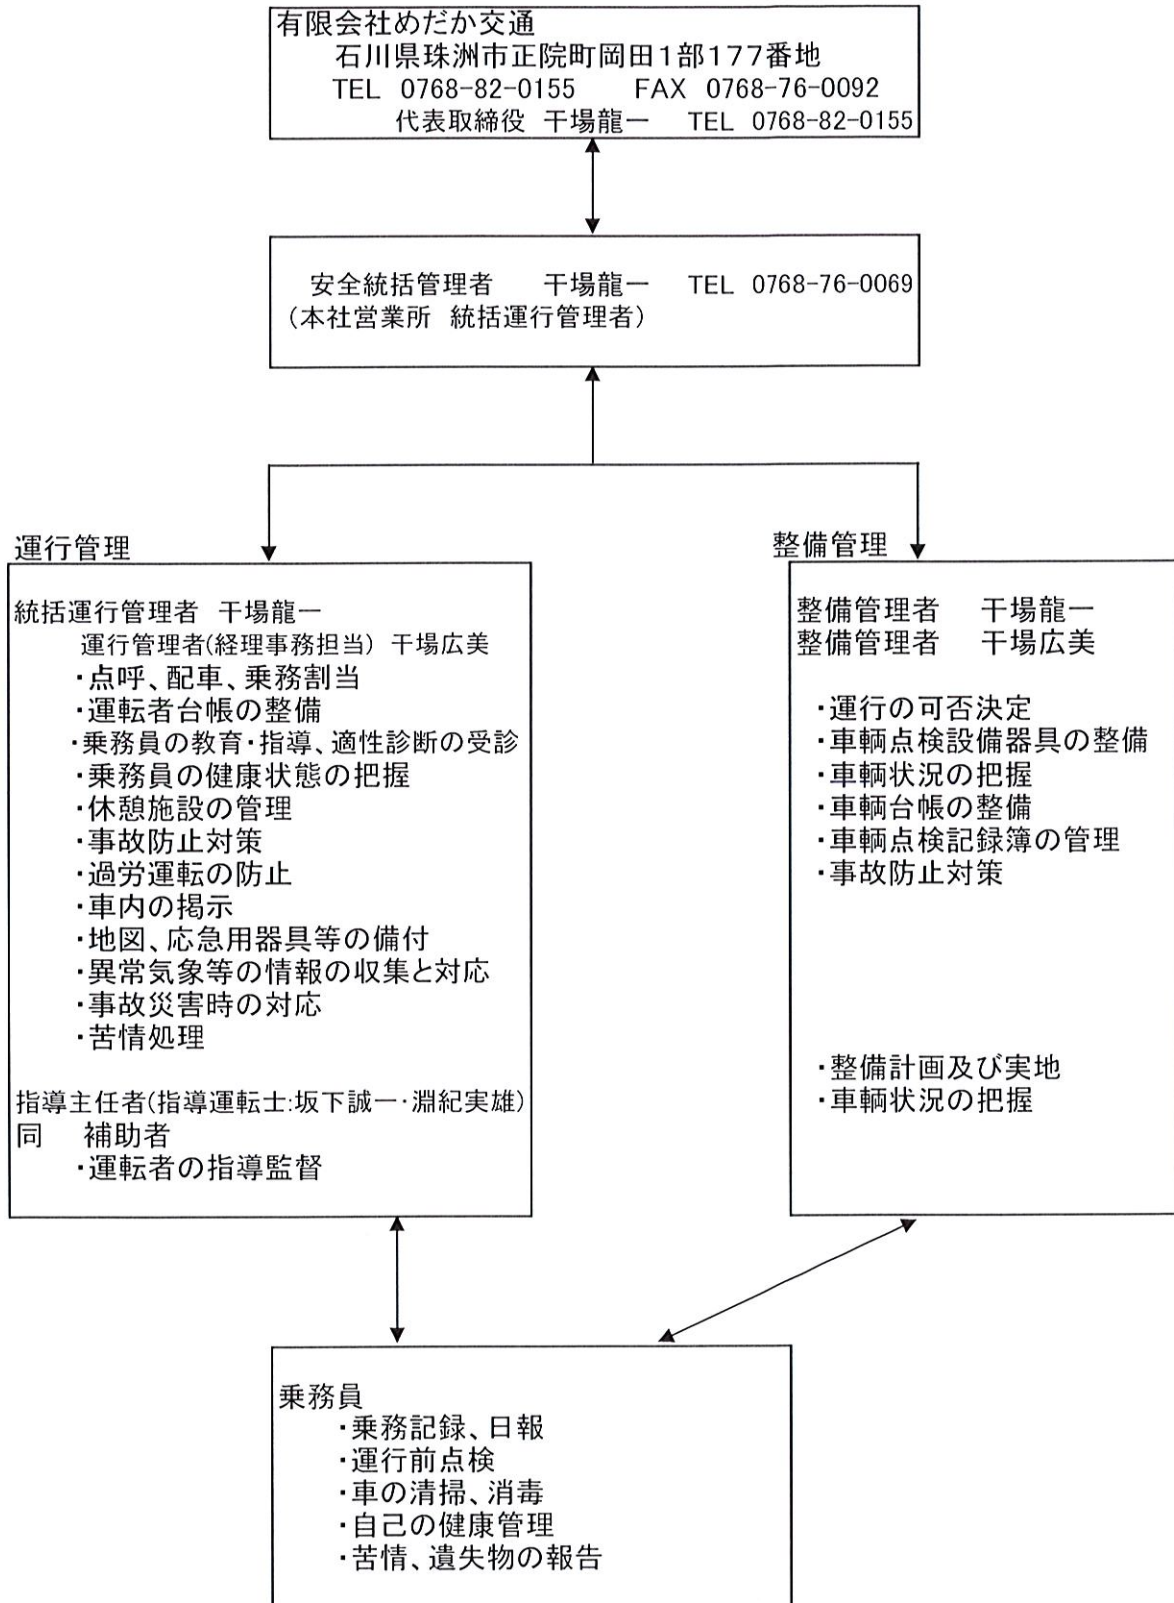 有限会社めだか交通
石川県珠洲市正院町岡田1部177番地
TEL 0768-82-0155 FAX 0768-76-0092
代表取締役 干場龍一 TEL 0768-82-0155
安全統括管理者 干場龍一 TEL 0768-76-0069
(本社営業所 統括運行管理者)
運行管理
統括運行管理者 干場龍一
運行管理者(経理事務担当) 干場広美
・点呼、配車、乗務割当
・運転者台帳の整備
・乗務員の教育・指導、適性診断の受診
・乗務員の健康状態の把握
・休憩施設の管理
・事故防止対策
・過労運転の防止
・車内の掲示
・地図、応急用器具等の備付
・異常気象等の情報の収集と対応
・事故災害時の対応
・苦情処理
指導主任者(指導運転士:坂下誠一・淵紀実雄)
同 補助者
・運転者の指導監督
整備管理
整備管理者 干場龍一
整備管理者 干場広美
・運行の可否決定
・車輌点検設備器具の整備
・車輌状況の把握
・車輌台帳の整備
・車輌点検記録簿の管理
・事故防止対策
・整備計画及び実地
・車輌状況の把握
乗務員
・乗務記録、日報
・運行前点検
・車の清掃、消毒
・自己の健康管理
・苦情、遺失物の報告